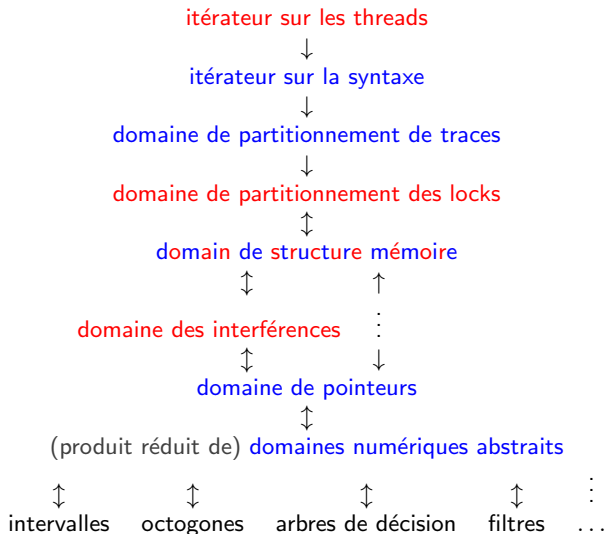 itérateur sur les threads
itérateur sur la syntaxe
domaine de partitionnement de traces
domaine de partitionnement des locks
domain de structure mémoire
domaine des interférences
domaine de pointeurs
(produit réduit de) domaines numériques abstraits
intervalles octogones arbres de décision filtres ...